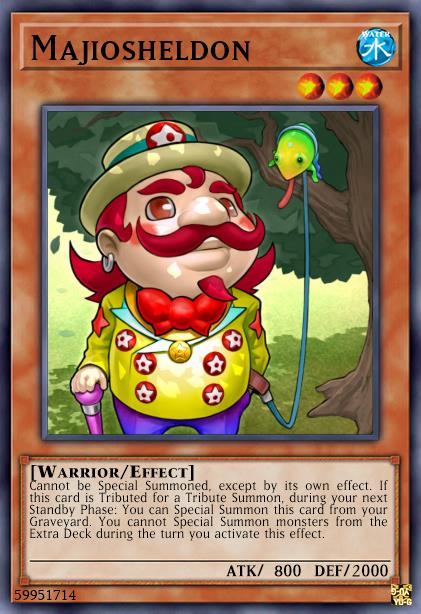 Majiosheldon
WATER
水
[Warrior/Effect]
Cannot be Special Summoned, except by its own effect. If
this card is Tributed for a Tribute Summon, during your next
Standby Phase: You can Special Summon this card from your
Graveyard. You cannot Special Summon monsters from the
Extra Deck during the turn you activate this effect.
ATK/ 800 DEF/2000
59951714